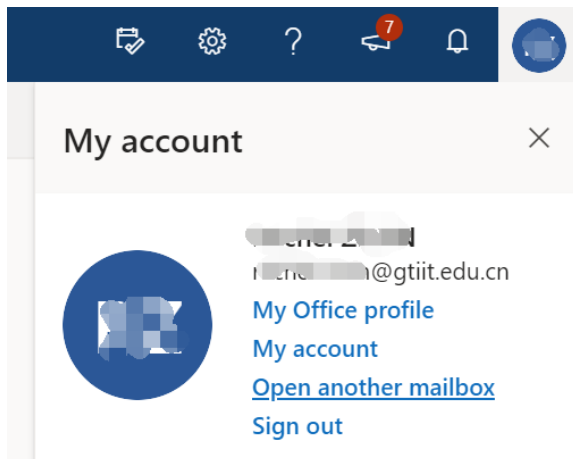 7
My account
@gtiit.edu.cn
My Office profile
My account
Open another mailbox
Sign out